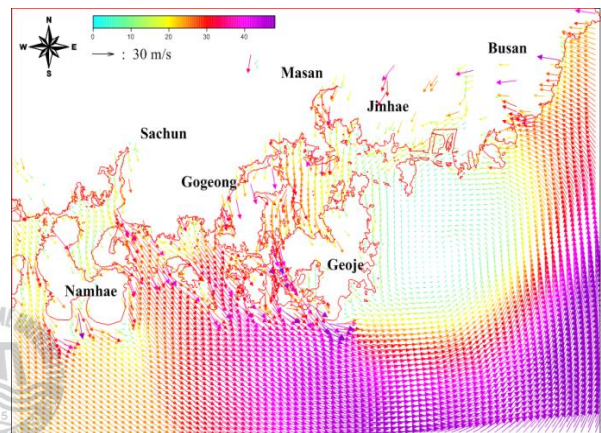 N
W E
S
0 10 20 30 40
: 30 m/s
Busan
Masan
Jinhae
Sachun
Gogeong
Geoje
Namhae